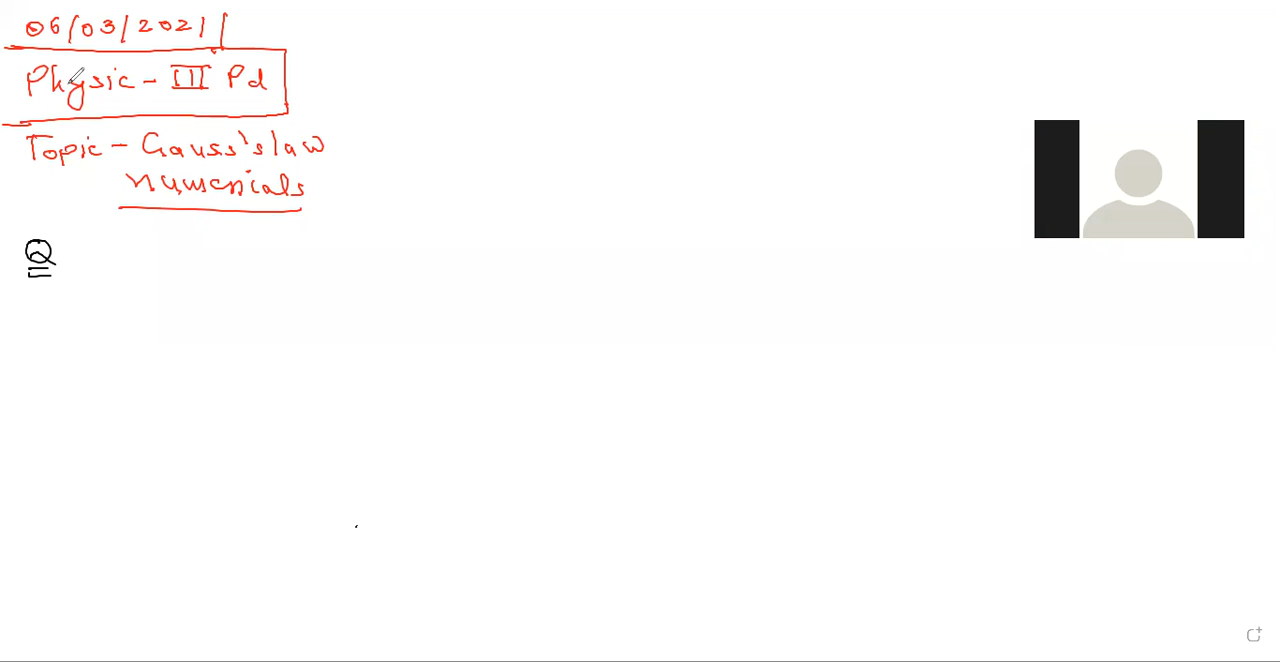 06/03/2021
Physic - III Pd
Topic - Gauss's law
numericals
Q